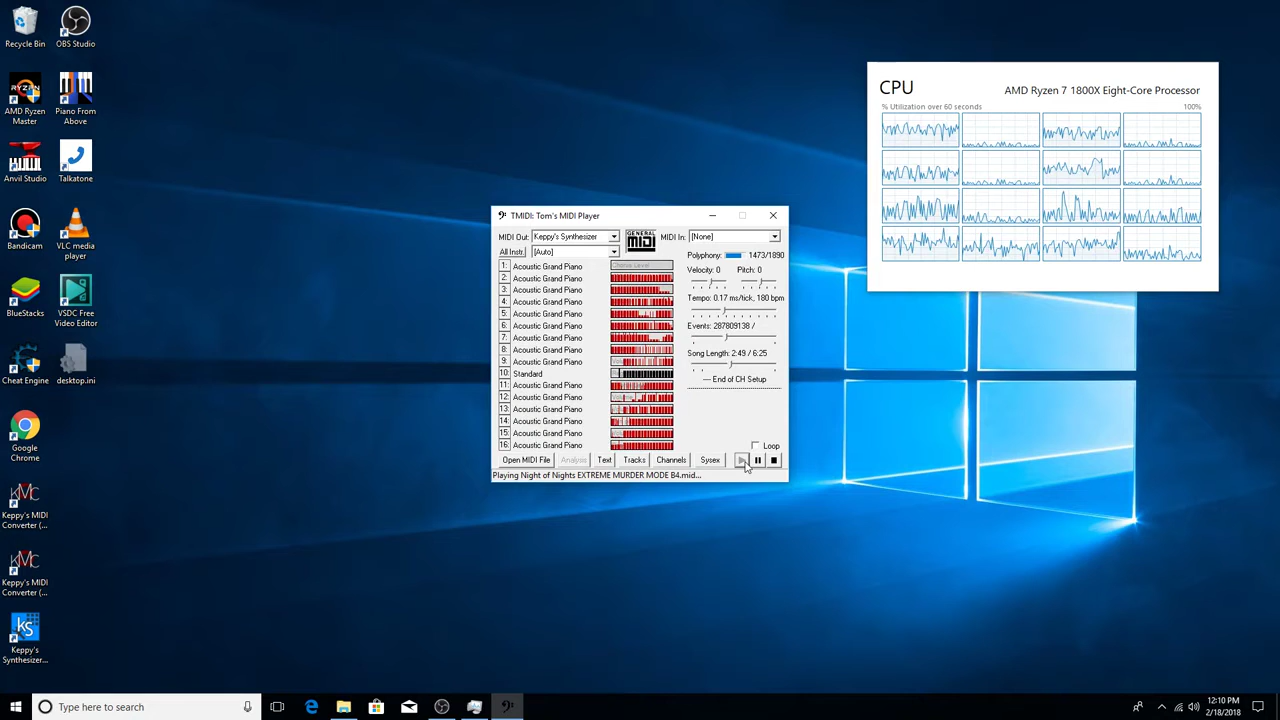 Recycle Bin
OBS Studio
AMD Ryzen
Master
Piano From
Above
Anvil Studio
Talkatone
Bandicam
VLC media
player
BlueStacks
VSDC Free
Video Editor
Cheat Engine
desktop.ini
Google
Chrome
KMC
Keppy's MIDI
Converter (...
KMC
Keppy's MIDI
Converter (...
ks
Keppy's
Synthesizer...
CPU
AMD Ryzen 7 1800X Eight-Core Processor
% Utilization over 60 seconds
100%
TMIDI: Tom's MIDI Player
MIDI Out:
Keppy's Synthesizer
GENERAL
MIDI
MIDI In:
[None]
All Instr.
[Auto]
Polyphony:
1473/1890
Velocity: 0
Pitch: 0
Tempo: 0.17 ms/tick, 180 bpm
Events: 287809138 /
Song Length: 2:49 / 6:25
--- End of CH Setup
1: Acoustic Grand Piano
Chorus Level
2: Acoustic Grand Piano
3: Acoustic Grand Piano
4: Acoustic Grand Piano
5: Acoustic Grand Piano
6: Acoustic Grand Piano
7: Acoustic Grand Piano
8: Acoustic Grand Piano
9: Acoustic Grand Piano
10: Standard
11: Acoustic Grand Piano
12: Acoustic Grand Piano
13: Acoustic Grand Piano
14: Acoustic Grand Piano
15: Acoustic Grand Piano
16: Acoustic Grand Piano
Loop
Open MIDI File
Analysis
Text
Tracks
Channels
Sysex
Playing Night of Nights EXTREME MURDER MODE B4.mid...
Type here to search
12:10 PM
2/18/2018